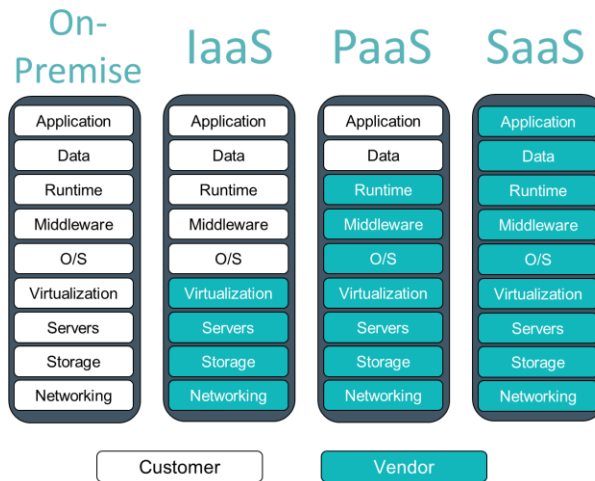 On-
Premise
IaaS
PaaS
SaaS
Application
Data
Runtime
Middleware
O/S
Virtualization
Servers
Storage
Networking
Application
Data
Runtime
Middleware
O/S
Virtualization
Servers
Storage
Networking
Application
Data
Runtime
Middleware
O/S
Virtualization
Servers
Storage
Networking
Application
Data
Runtime
Middleware
O/S
Virtualization
Servers
Storage
Networking
Customer
Vendor